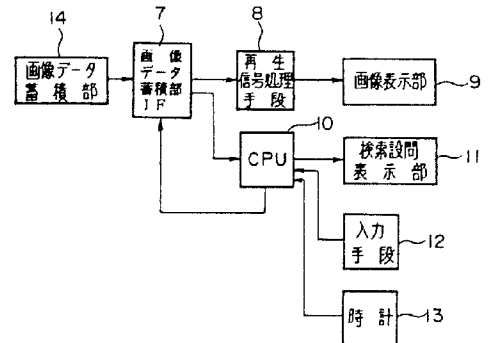 14
画像データ
蓄積部
7
画像
データ
蓄積部
IF
8
再生
信号処理
手段
画像表示部
9
10
CPU
検索設問
表示部
11
入力
手段
12
時計
13